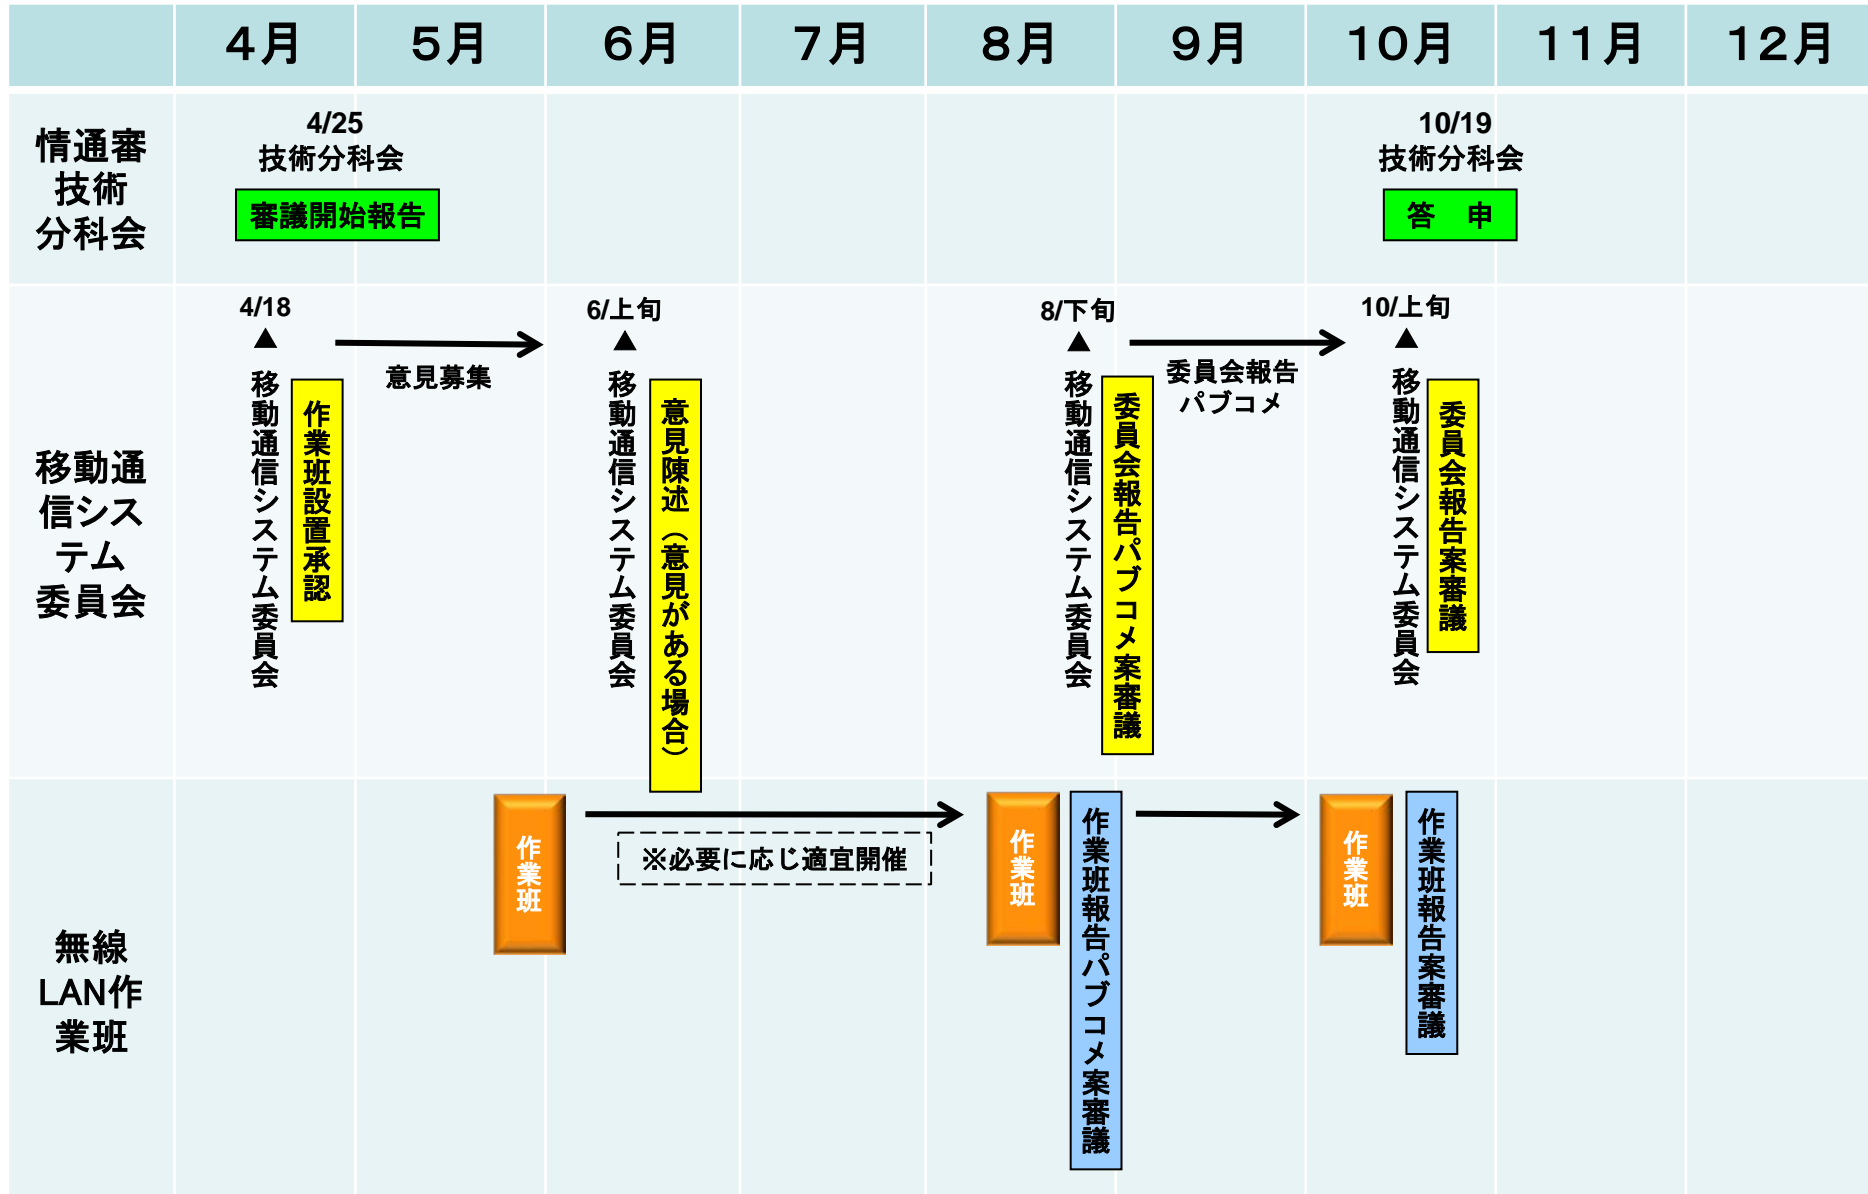 4月 5月 6月 7月 8月 9月 10月 11月 12月
情通審
技術
分科会
4/25
技術分科会
審議開始報告
10/19
技術分科会
答　申
移動通
信シス
テム
委員会
4/18
▲
移動通信システム委員会
作業班設置承認
意見募集
6/上旬
▲
移動通信システム委員会
意見陳述（意見がある場合）
8/下旬
▲
移動通信システム委員会
委員会報告パブコメ案審議
委員会報告
パブコメ
10/上旬
▲
移動通信システム委員会
委員会報告案審議
無線
LAN作
業班
作業班
※必要に応じ適宜開催
作業班
作業班報告パブコメ案審議
作業班
作業班報告案審議